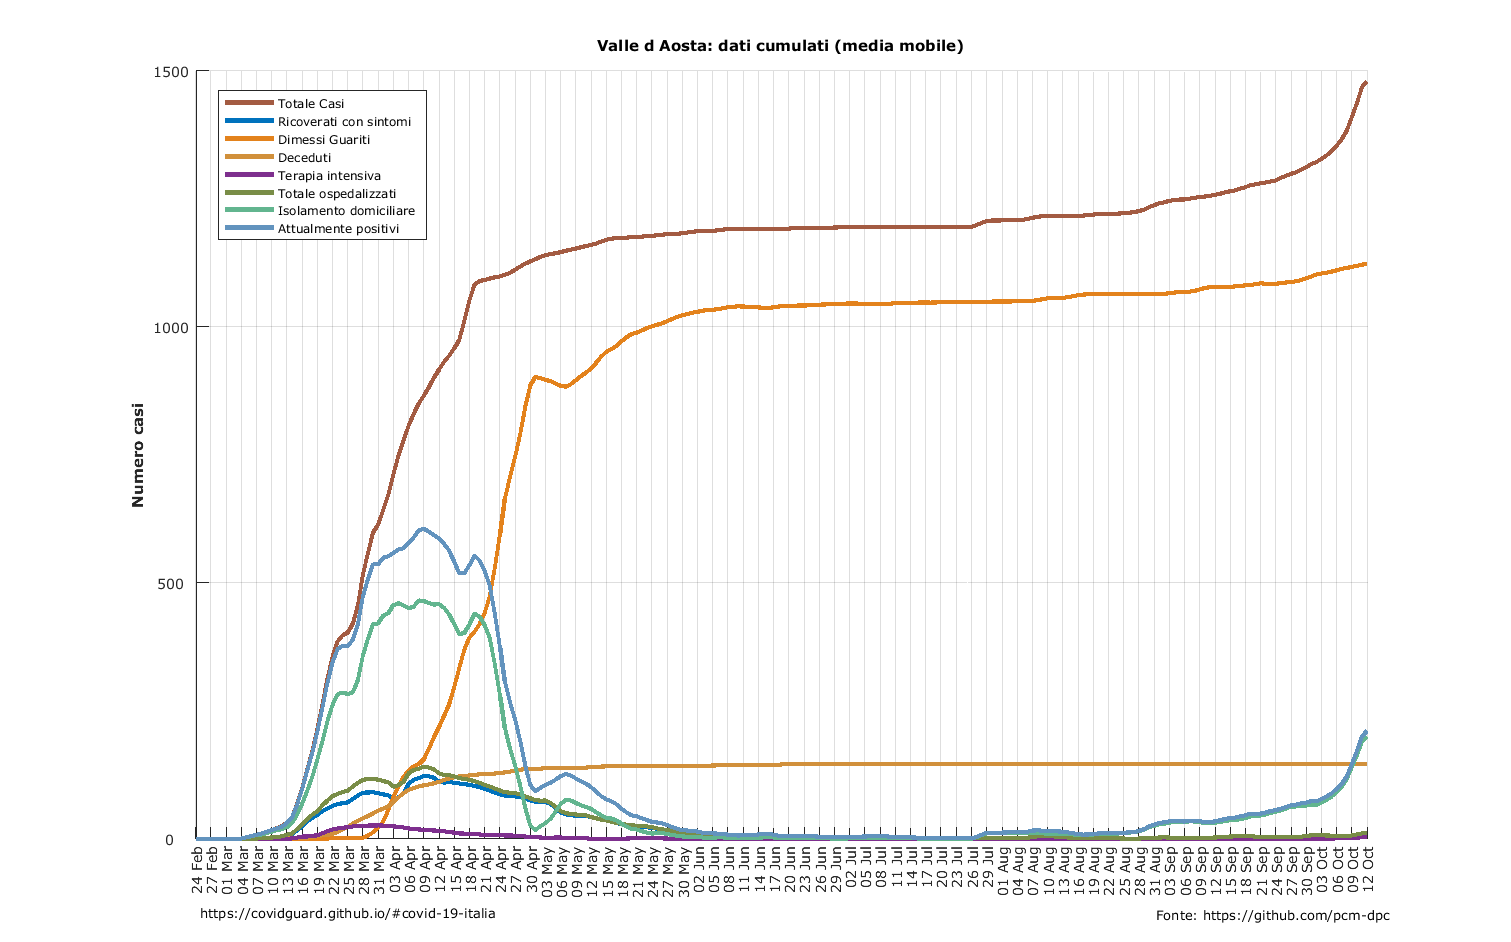 Valle d Aosta: dati cumulati (media mobile)
1500
1000
500
0
Numero casi
Totale Casi
Ricoverati con sintomi
Dimessi Guariti
Deceduti
Terapia intensiva
Totale ospedalizzati
Isolamento domiciliare
Attualmente positivi
24 Feb
27 Feb
01 Mar
04 Mar
07 Mar
10 Mar
13 Mar
16 Mar
19 Mar
22 Mar
25 Mar
28 Mar
31 Mar
03 Apr
06 Apr
09 Apr
12 Apr
15 Apr
18 Apr
21 Apr
24 Apr
27 Apr
30 Apr
03 May
06 May
09 May
12 May
15 May
18 May
21 May
24 May
27 May
30 May
02 Jun
05 Jun
08 Jun
11 Jun
14 Jun
17 Jun
20 Jun
23 Jun
26 Jun
29 Jun
02 Jul
05 Jul
08 Jul
11 Jul
14 Jul
17 Jul
20 Jul
23 Jul
26 Jul
29 Jul
01 Aug
04 Aug
07 Aug
10 Aug
13 Aug
16 Aug
19 Aug
22 Aug
25 Aug
28 Aug
31 Aug
03 Sep
06 Sep
09 Sep
12 Sep
15 Sep
18 Sep
21 Sep
24 Sep
27 Sep
30 Sep
03 Oct
06 Oct
09 Oct
12 Oct
https://covidguard.github.io/#covid-19-italia
Fonte: https://github.com/pcm-dpc